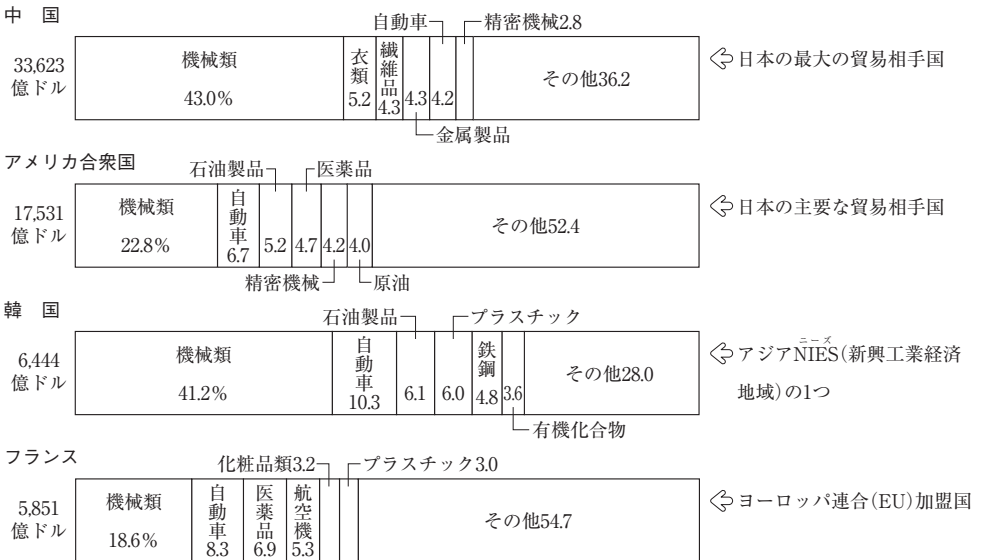 中　国
自動車
精密機械2.8
33,623
億ドル
機械類
43.0%
衣類
5.2
繊維品
4.3
4.3
4.2
その他36.2
⇦日本の最大の貿易相手国
金属製品
アメリカ合衆国
石油製品
医薬品
17,531
億ドル
機械類
22.8%
自動車
6.7
5.2
4.7
4.2
4.0
その他52.4
⇦日本の主要な貿易相手国
精密機械
原油
韓　国
石油製品
プラスチック
6,444
億ドル
機械類
41.2%
自動車
10.3
6.1
6.0
鉄鋼
4.8
3.6
その他28.0
ニーズ
⇦アジアNIES(新興工業経済
地域)の1つ
有機化合物
フランス
化粧品類3.2
プラスチック3.0
5,851
億ドル
機械類
18.6%
自動車
8.3
医薬品
6.9
航空機
5.3
その他54.7
⇦ヨーロッパ連合(EU)加盟国